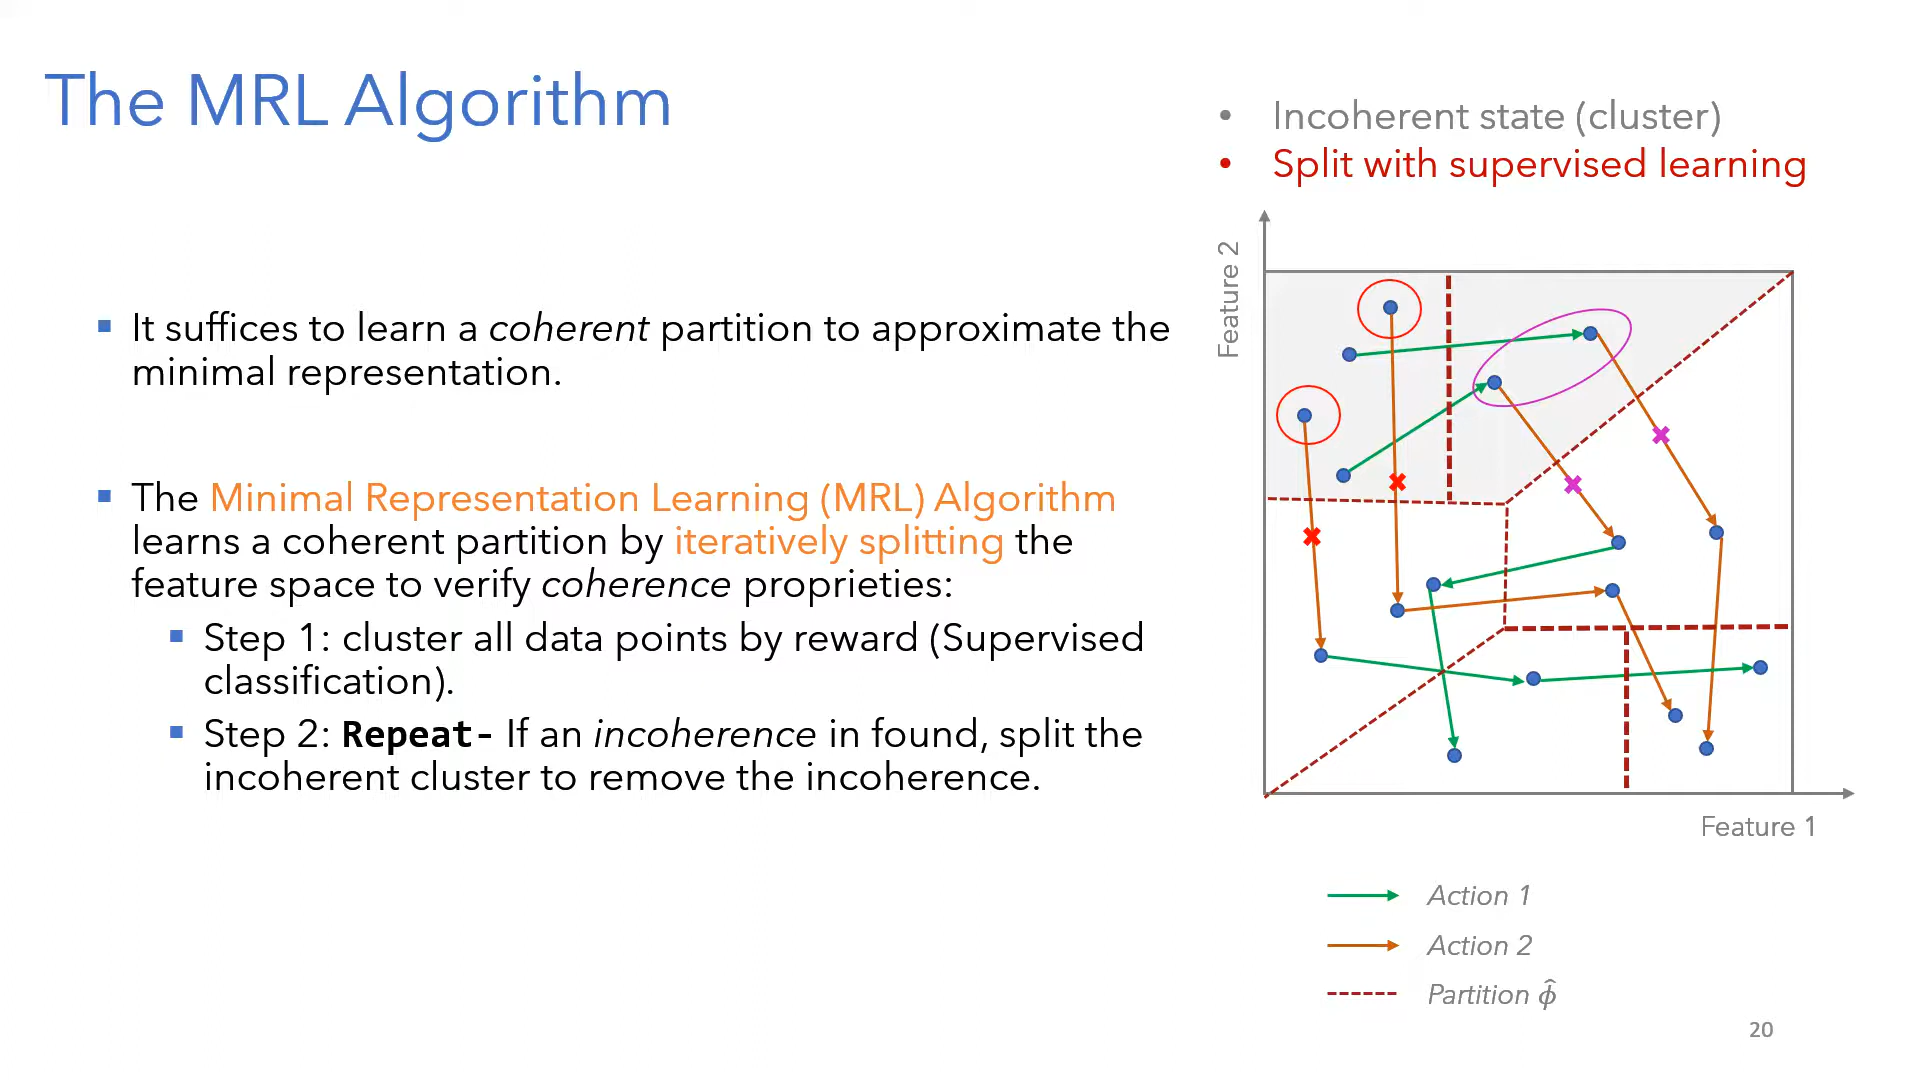 The MRL Algorithm
• Incoherent state (cluster)
• Split with supervised learning
▪ It suffices to learn a coherent partition to approximate the
minimal representation.
▪ The Minimal Representation Learning (MRL) Algorithm
learns a coherent partition by iteratively splitting the
feature space to verify coherence proprieties:
▪ Step 1: cluster all data points by reward (Supervised
classification).
▪ Step 2: Repeat- If an incoherence in found, split the
incoherent cluster to remove the incoherence.
Feature 2
Feature 1
Action 1
Action 2
Partition ϕ̂
20